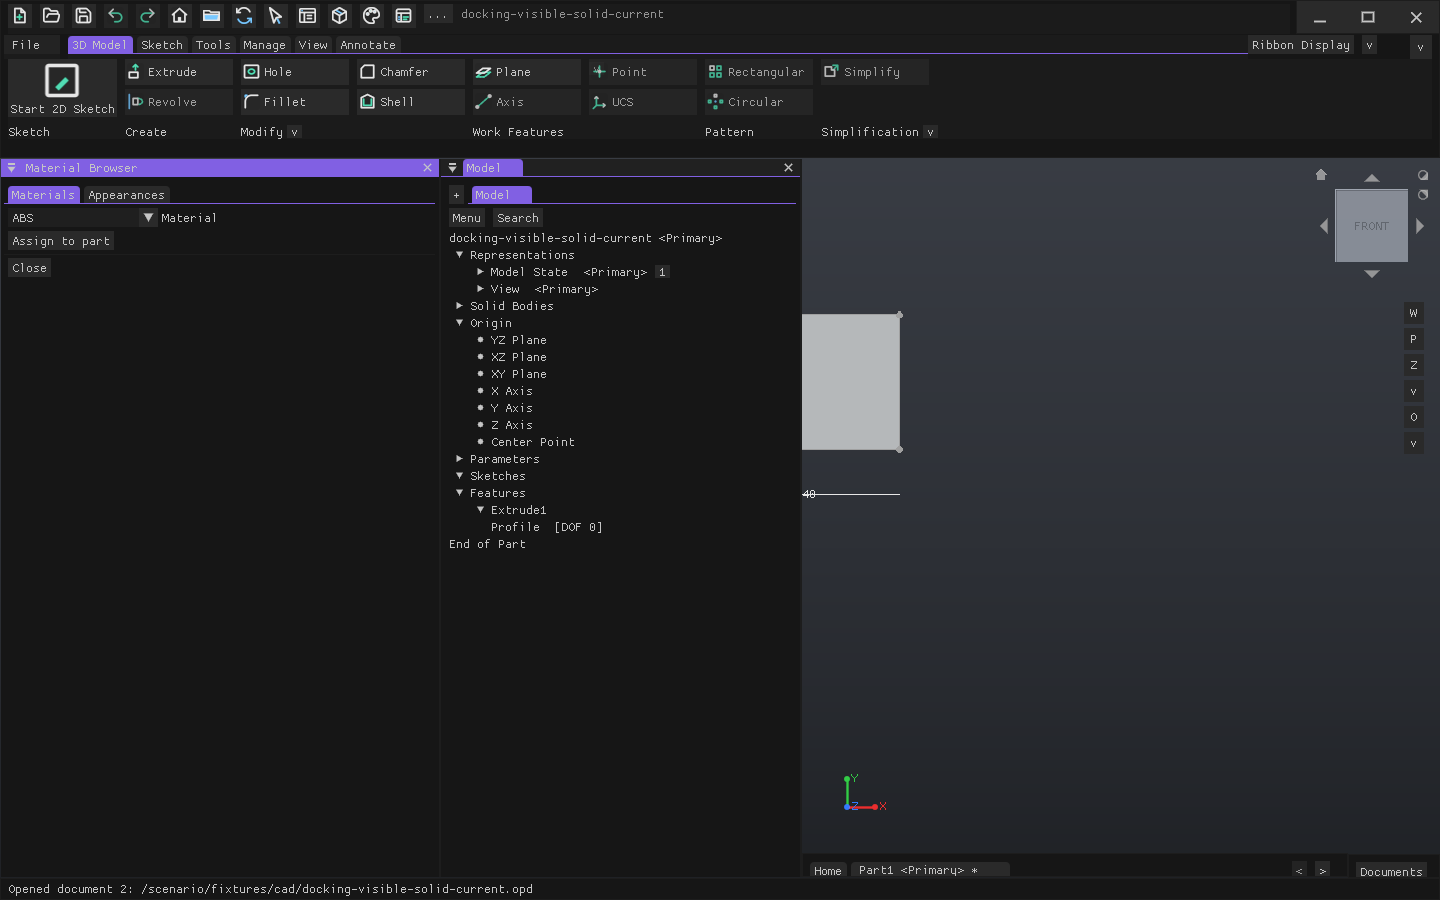 ... docking-visible-solid-current
File 3D Model Sketch Tools Manage View Annotate Ribbon Display v v
Start 2D Sketch
Extrude Hole Chamfer Plane Point Rectangular Simplify
Revolve Fillet Shell Axis UCS Circular
Sketch Create Modify v Work Features Pattern Simplification v
Material Browser
Materials Appearances
ABS Material
Assign to part
Close
Model
+ Model
Menu Search
docking-visible-solid-current <Primary>
Representations
Model State <Primary> 1
View <Primary>
Solid Bodies
Origin
YZ Plane
XZ Plane
XY Plane
X Axis
Y Axis
Z Axis
Center Point
Parameters
Sketches
Features
Extrude1
Profile [DOF 0]
End of Part
FRONT
W
P
Z
v
O
v
40
Y
Z X
Home Part1 <Primary> * < > Documents
Opened document 2: /scenario/fixtures/cad/docking-visible-solid-current.opd